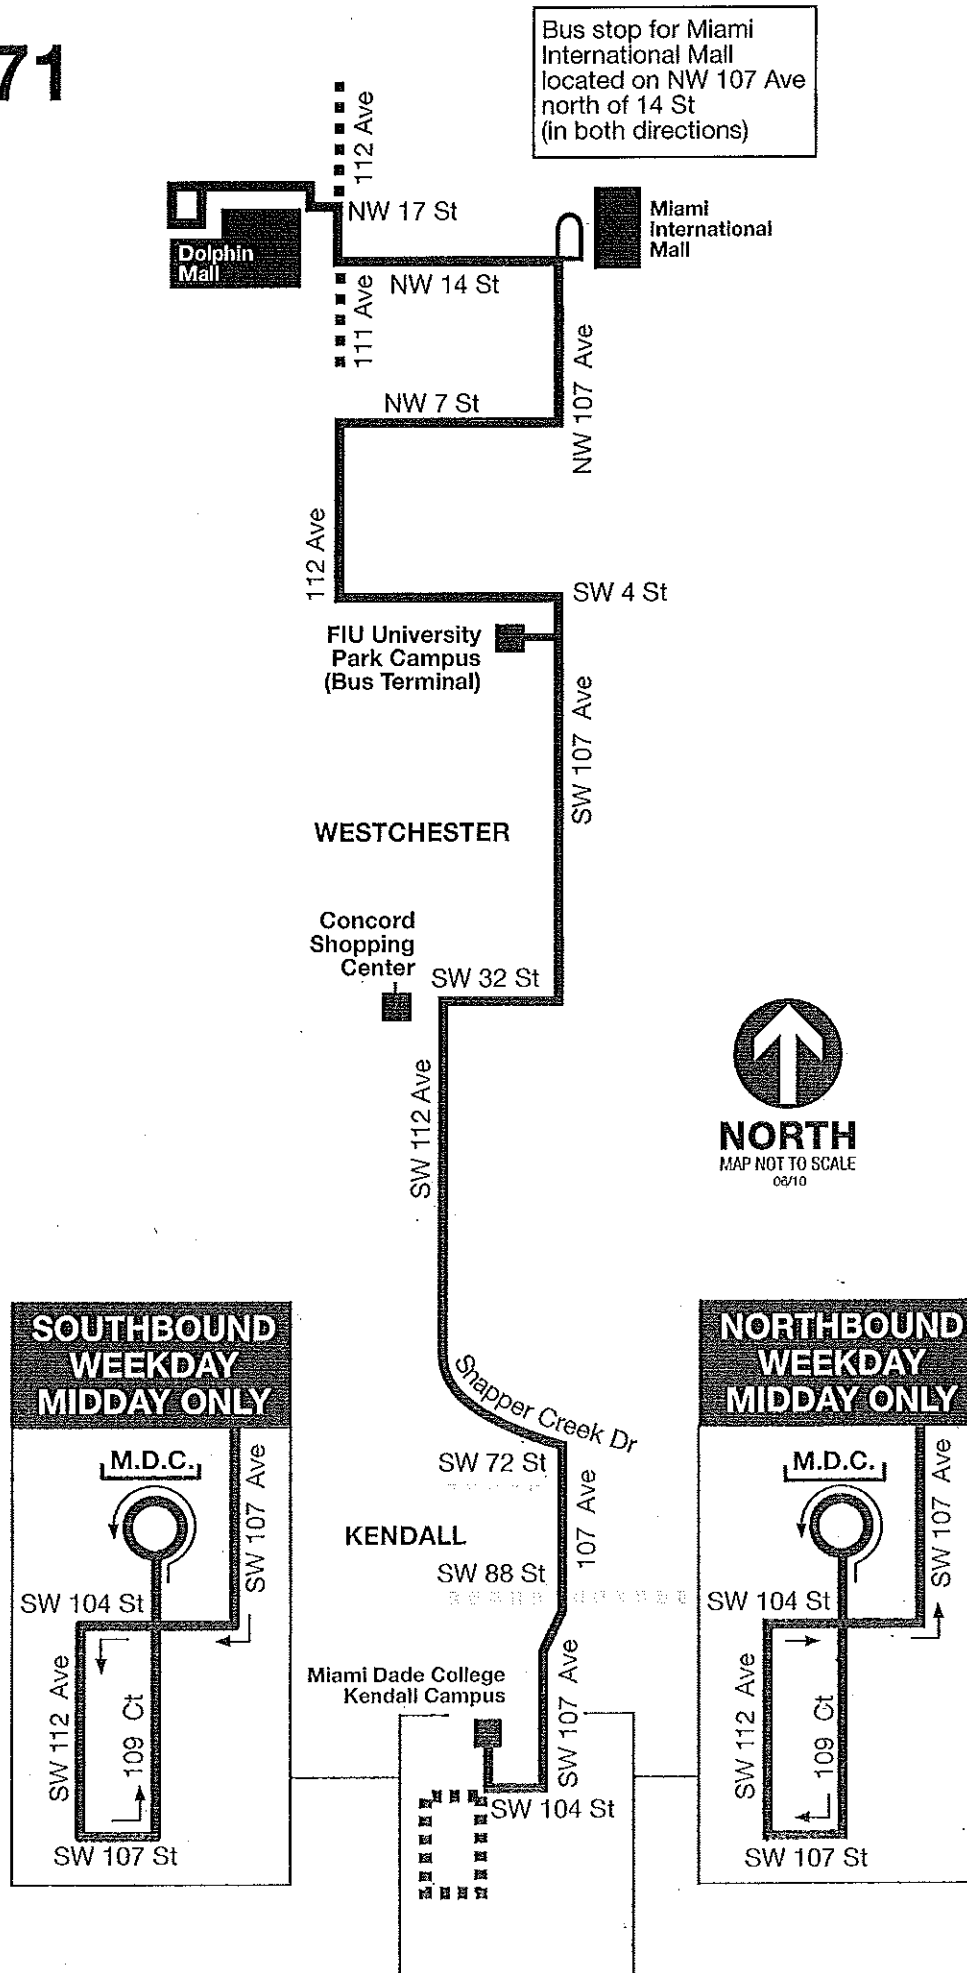 71
Bus stop for Miami
International Mall
located on NW 107 Ave
north of 14 St
(in both directions)
112 Ave
NW 17 St
Miami
International
Mall
Dolphin
Mall
NW 14 St
111 Ave
NW 107 Ave
NW 7 St
112 Ave
SW 4 St
FIU University
Park Campus
(Bus Terminal)
SW 107 Ave
WESTCHESTER
Concord
Shopping
Center
SW 32 St
SW 112 Ave
NORTH
MAP NOT TO SCALE
06/10
Snapper Creek Dr
SW 72 St
107 Ave
KENDALL
SW 88 St
Miami Dade College
Kendall Campus
SW 107 Ave
SW 104 St
SOUTHBOUND
WEEKDAY
MIDDAY ONLY
M.D.C.
SW 107 Ave
SW 104 St
SW 112 Ave
109 Ct
SW 107 St
NORTHBOUND
WEEKDAY
MIDDAY ONLY
M.D.C.
SW 107 Ave
SW 104 St
SW 112 Ave
109 Ct
SW 107 St